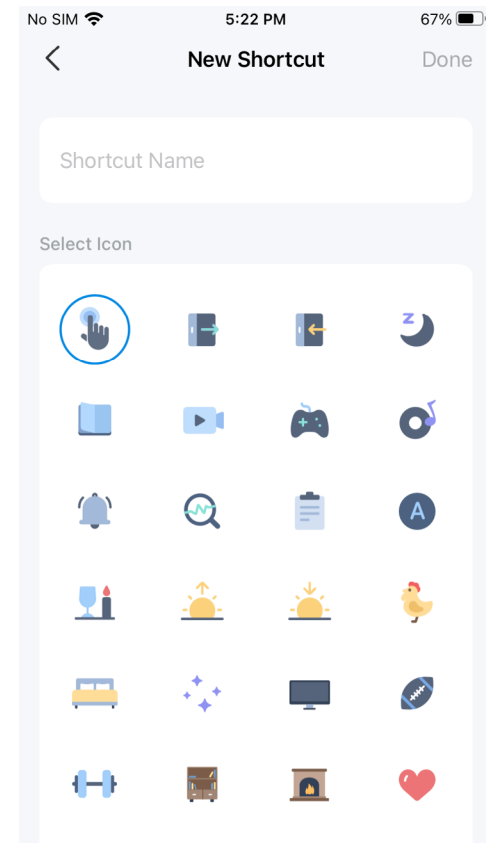 No SIM 5:22 PM 67%
New Shortcut Done
Shortcut Name
Select Icon
z
A